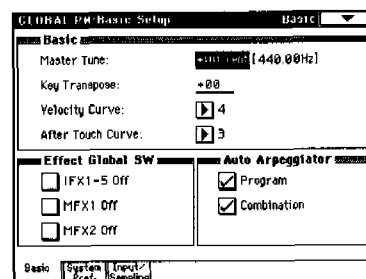 GLOBAL P0:Basic Setup Basic
Basic
Master Tune: [440.00Hz]
Key Transpose: +00
Velocity Curve: 4
After Touch Curve: 3
Effect Global SW
IFX1-5 Off
MFX1 Off
MFX2 Off
Auto Arpeggiator
Program
Combination
Basic
System Pref.
Input/
Sampling